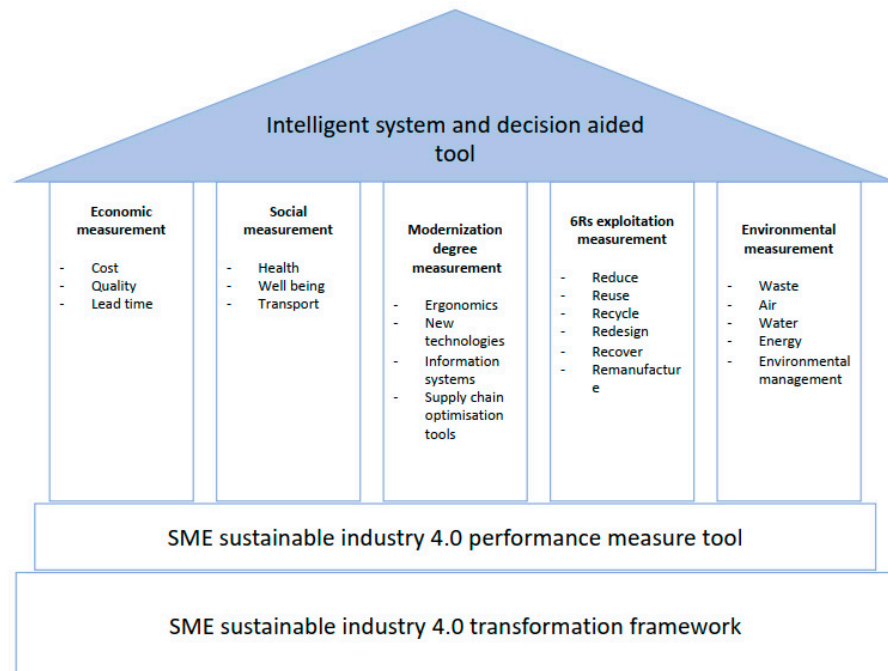 Intelligent system and decision aided
tool
Economic
measurement
- Cost
- Quality
- Lead time
Social
measurement
- Health
- Well being
- Transport
Modernization
degree
measurement
- Ergonomics
- New
technologies
- Information
systems
- Supply chain
optimisation
tools
6Rs exploitation
measurement
- Reduce
- Reuse
- Recycle
- Redesign
- Recover
- Remanufactur
e
Environmental
measurement
- Waste
- Air
- Water
- Energy
- Environmental
management
SME sustainable industry 4.0 performance measure tool
SME sustainable industry 4.0 transformation framework